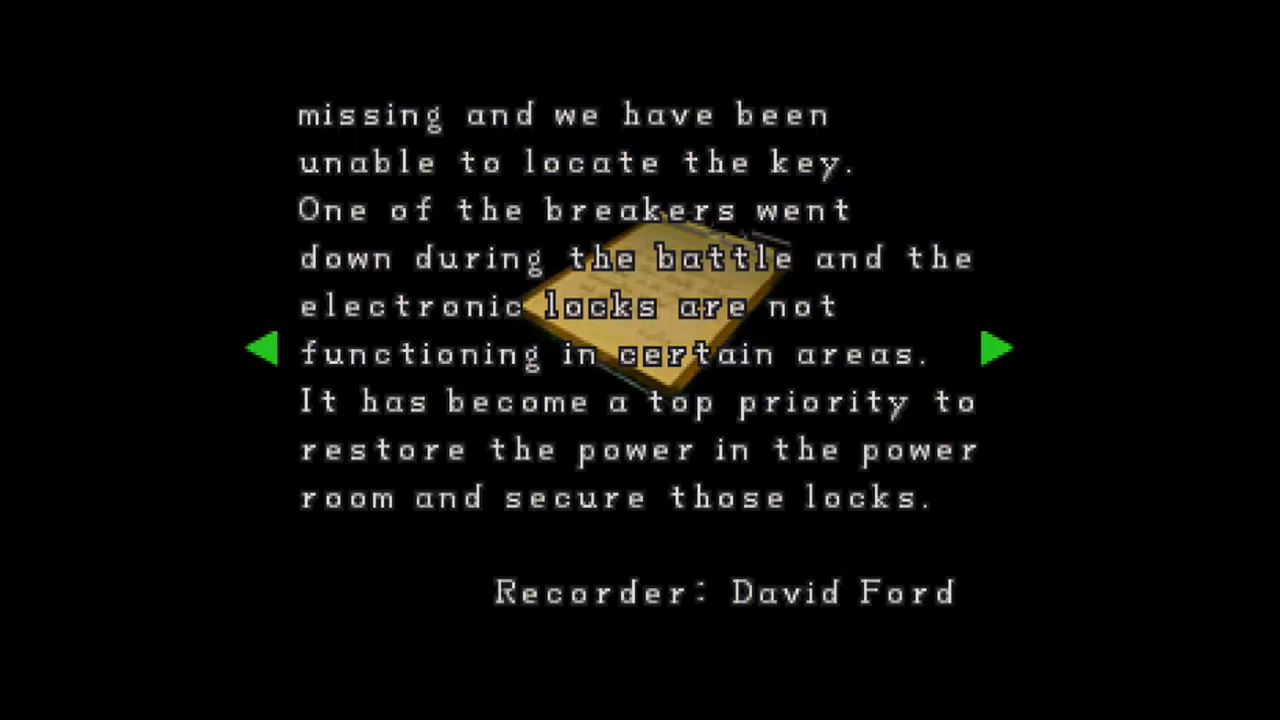 missing and we have been
unable to locate the key.
One of the breakers went
down during the battle and the
electronic locks are not
functioning in certain areas.
It has become a top priority to
restore the power in the power
room and secure those locks.
Recorder: David Ford